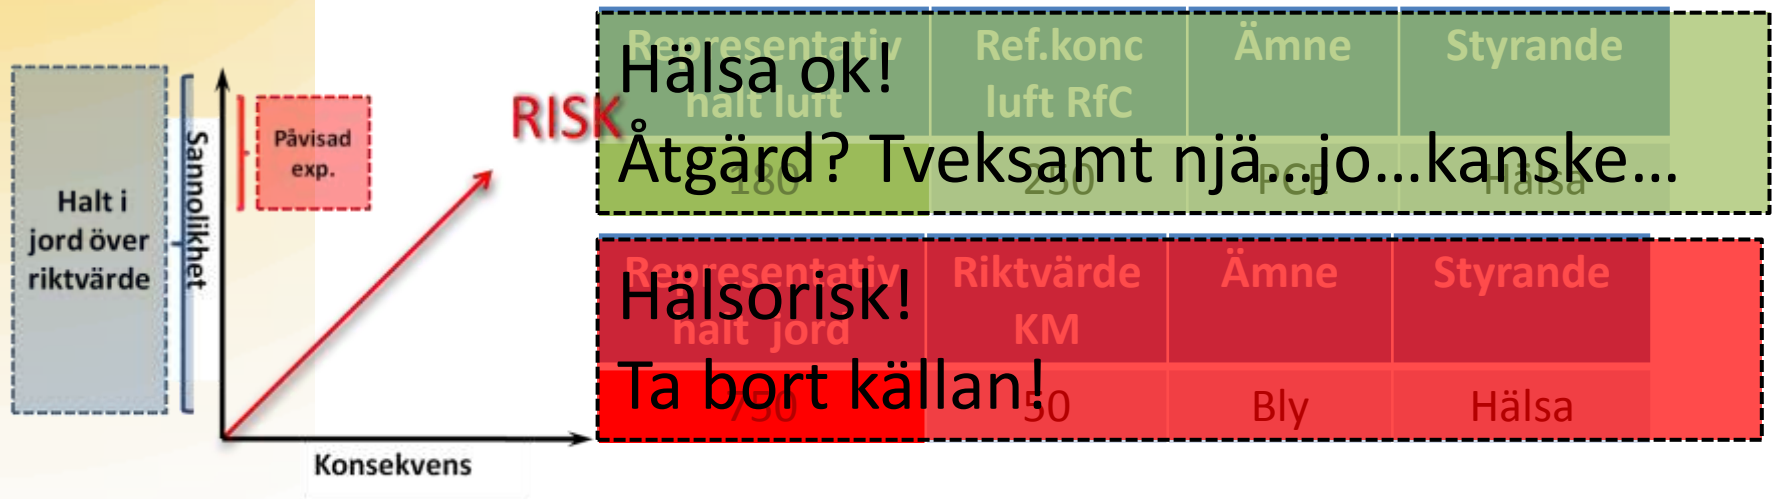 Halt i
jord över
riktvärde
Sannolikhet
Påvisad
exp.
RISK
Konsekvens
Representativ halt luft Ref.konc luft RfC Ämne Styrande
180 250 PCE Hälsa
Hälsa ok!
Åtgärd? Tveksamt njä...jo...kanske...
Representativ halt jord Riktvärde KM Ämne Styrande
750 50 Bly Hälsa
Hälsorisk!
Ta bort källan!